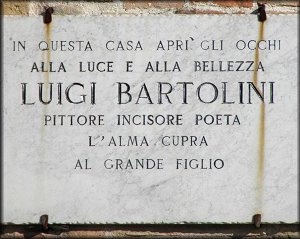 IN QUESTA CASA APRÌ GLI OCCHI
ALLA LUCE E ALLA BELLEZZA
LUIGI BARTOLINI
PITTORE INCISORE POETA
L'ALMA CUPRA
AL GRANDE FIGLIO